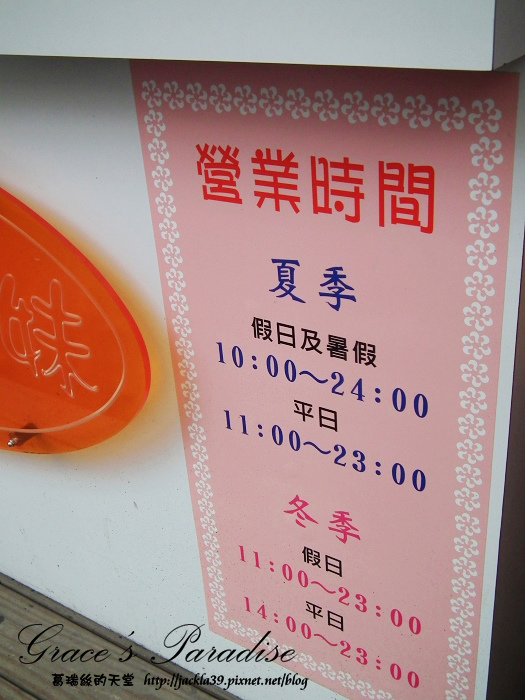 營業時間
夏季
假日及暑假
10:00～24:00
平日
11:00～23:00
冬季
假日
11:00～23:00
平日
14:00～23:00
Grace's Paradise
葛瑞絲的天堂 http://jackla39.pixnet.net/blog